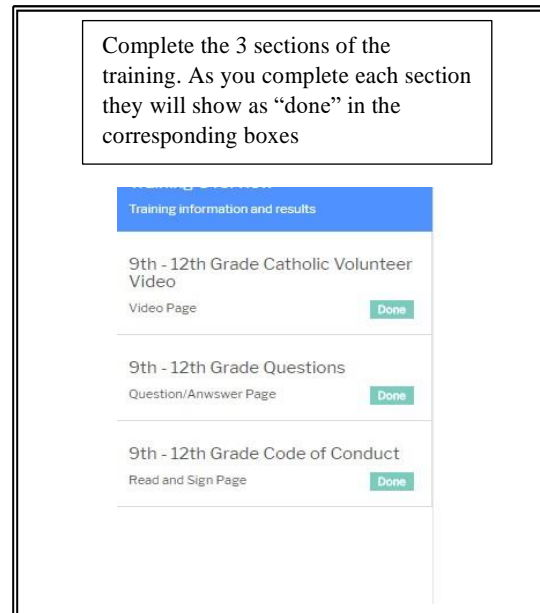 Complete the 3 sections of the
training. As you complete each section
they will show as “done” in the
corresponding boxes
Training information and results
9th - 12th Grade Catholic Volunteer
Video
Video Page
Done
9th - 12th Grade Questions
Question/Anwswer Page
Done
9th - 12th Grade Code of Conduct
Read and Sign Page
Done